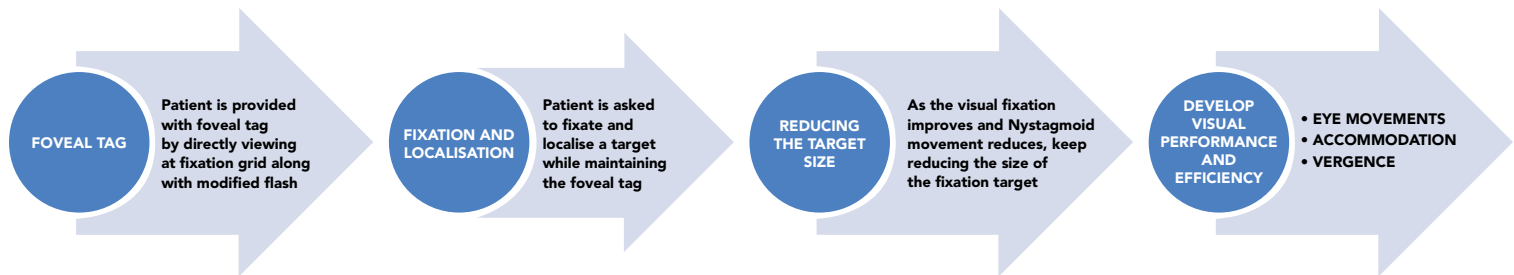 FOVEAL TAG
Patient is provided
with foveal tag
by directly viewing
at fixation grid along
with modified flash
FIXATION AND
LOCALISATION
Patient is asked
to fixate and
localise a target
while maintaining
the foveal tag
REDUCING
THE TARGET
SIZE
As the visual fixation
improves and Nystagmoid
movement reduces, keep
reducing the size of
the fixation target
DEVELOP
VISUAL
PERFORMANCE
AND
EFFICIENCY
• EYE MOVEMENTS
• ACCOMMODATION
• VERGENCE